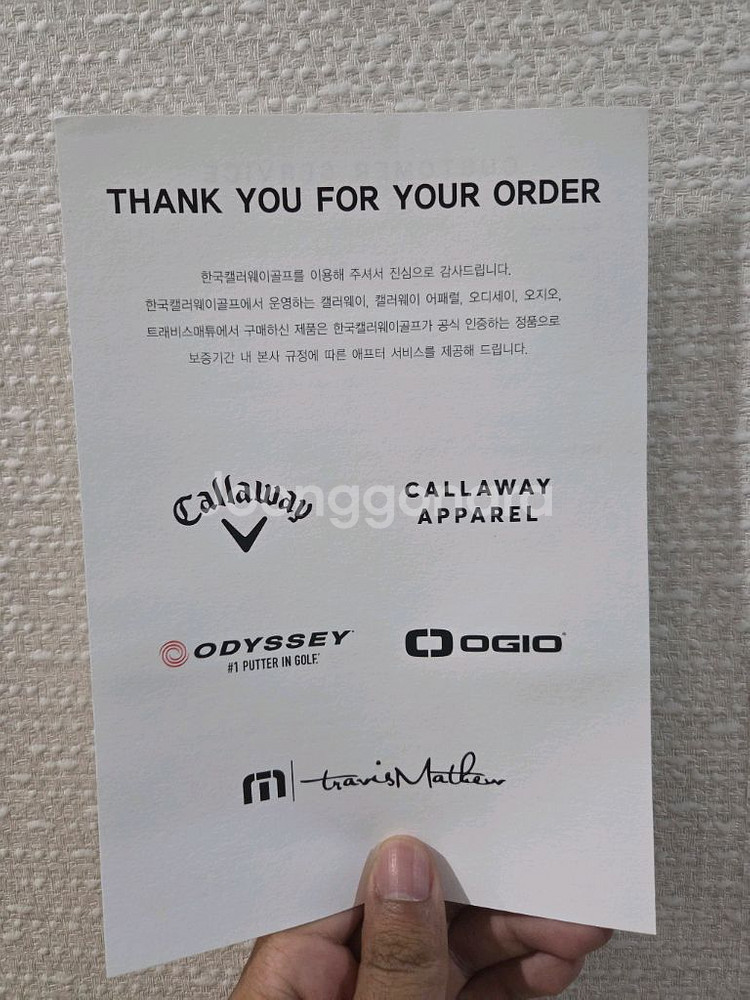 CUSTOMER SERVICE
THANK YOU FOR YOUR ORDER
한국캘러웨이골프를 이용해 주셔서 진심으로 감사드립니다.
한국캘러웨이골프에서 운영하는 캘러웨이, 캘러웨이 어패럴, 오디세이, 오지오,
트래비스매튜에서 구매하신 제품은 한국캘러웨이골프가 공식 인증하는 정품으로
보증기간 내 본사 규정에 따른 애프터 서비스를 제공해 드립니다.
Callaway
CALLAWAY
APPAREL
bunggaejangter
ODYSSEY
#1 PUTTER IN GOLF.
OGIO
travisMathew